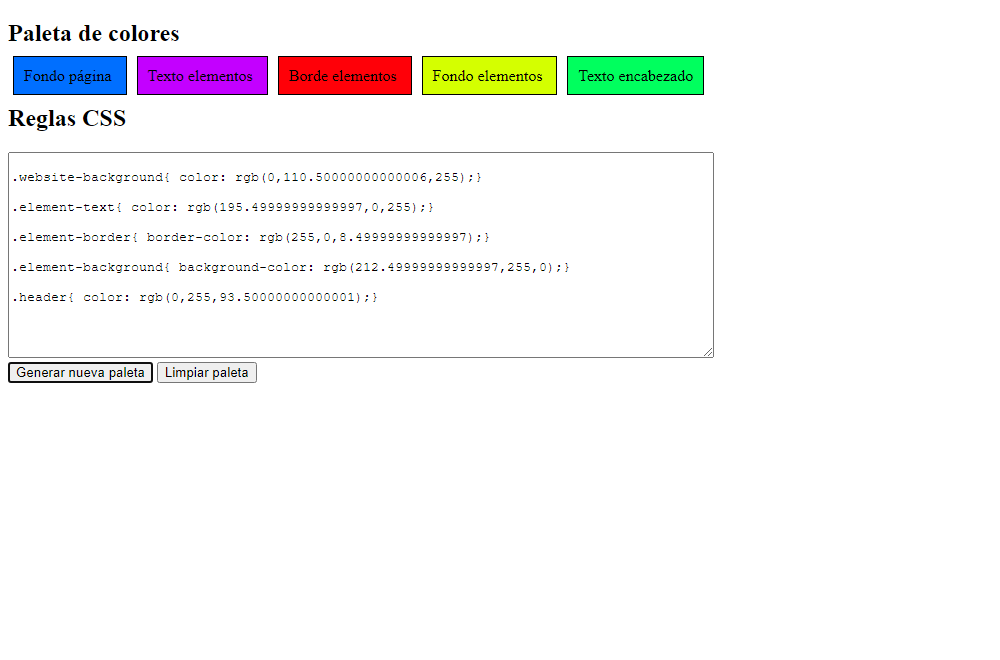 Paleta de colores
Fondo página Texto elementos Borde elementos Fondo elementos Texto encabezado
Reglas CSS
.website-background{ color: rgb(0,110.50000000000006,255);}
.element-text{ color: rgb(195.49999999999997,0,255);}
.element-border{ border-color: rgb(255,0,8.49999999999997);}
.element-background{ background-color: rgb(212.49999999999997,255,0);}
.header{ color: rgb(0,255,93.50000000000001);}
Generar nueva paleta Limpiar paleta